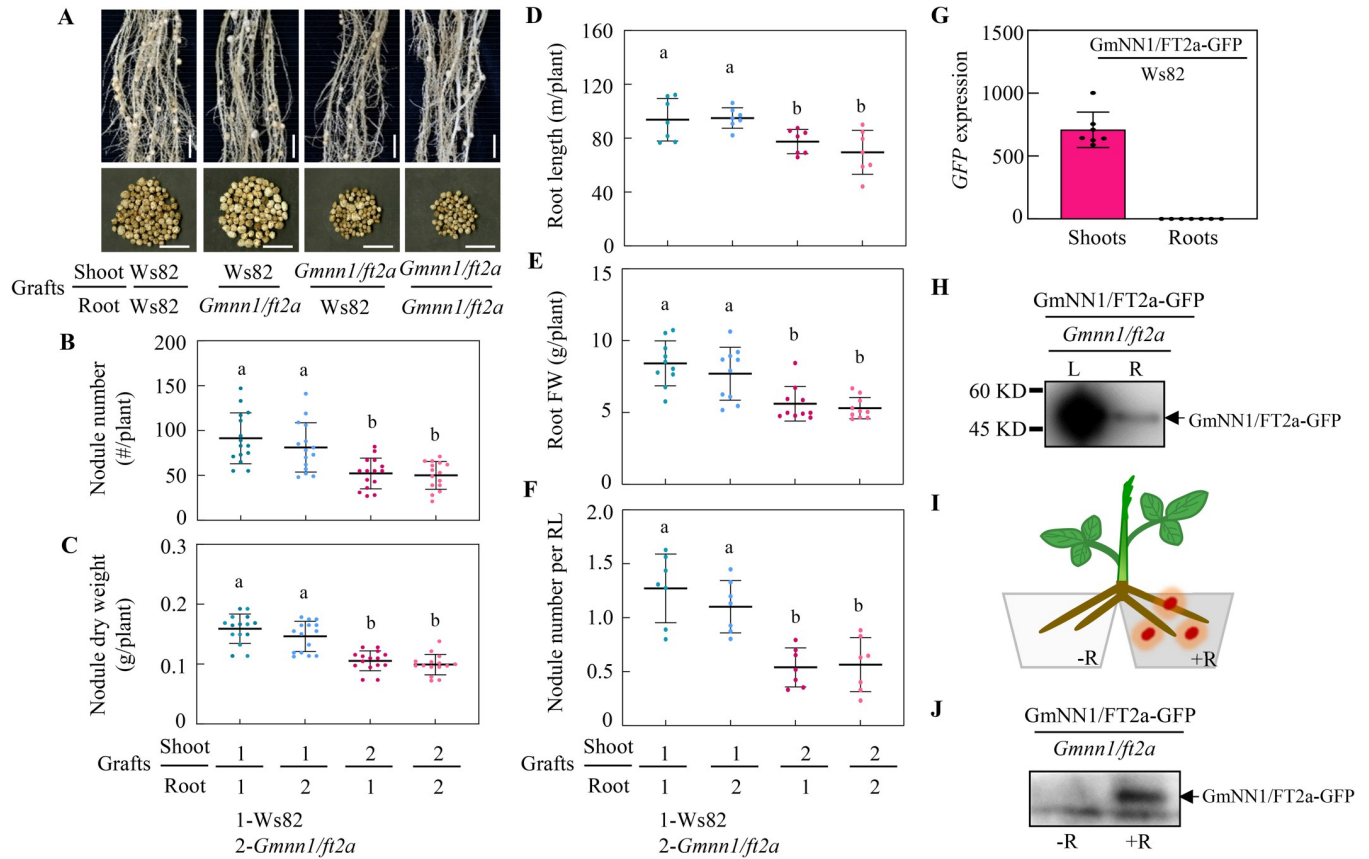 A
Grafts
Shoot Ws82 Ws82 Gmnn1/ft2a Gmnn1/ft2a
Root Ws82 Gmnn1/ft2a Ws82 Gmnn1/ft2a
B
Nodule number
(#/plant)
200
150
100
50
0
a a b b
C
Nodule dry weight
(g/plant)
0.3
0.2
0.1
0
a a b b
Grafts
Shoot 1 1 2 2
Root 1 2 1 2
1-Ws82
2-Gmnn1/ft2a
D
Root length (m/plant)
160
120
80
40
0
a a b b
E
Root FW (g/plant)
15
10
5
0
a a b b
F
Nodule number per RL
2.0
1.5
1.0
0.5
0
a a b b
Grafts
Shoot 1 1 2 2
Root 1 2 1 2
1-Ws82
2-Gmnn1/ft2a
G
GFP expression
1500
1000
500
0
GmNN1/FT2a-GFP
Ws82
Shoots Roots
H
GmNN1/FT2a-GFP
Gmnn1/ft2a
L R
60 KD
45 KD
GmNN1/FT2a-GFP
I
-R +R
J
GmNN1/FT2a-GFP
Gmnn1/ft2a
GmNN1/FT2a-GFP
-R +R